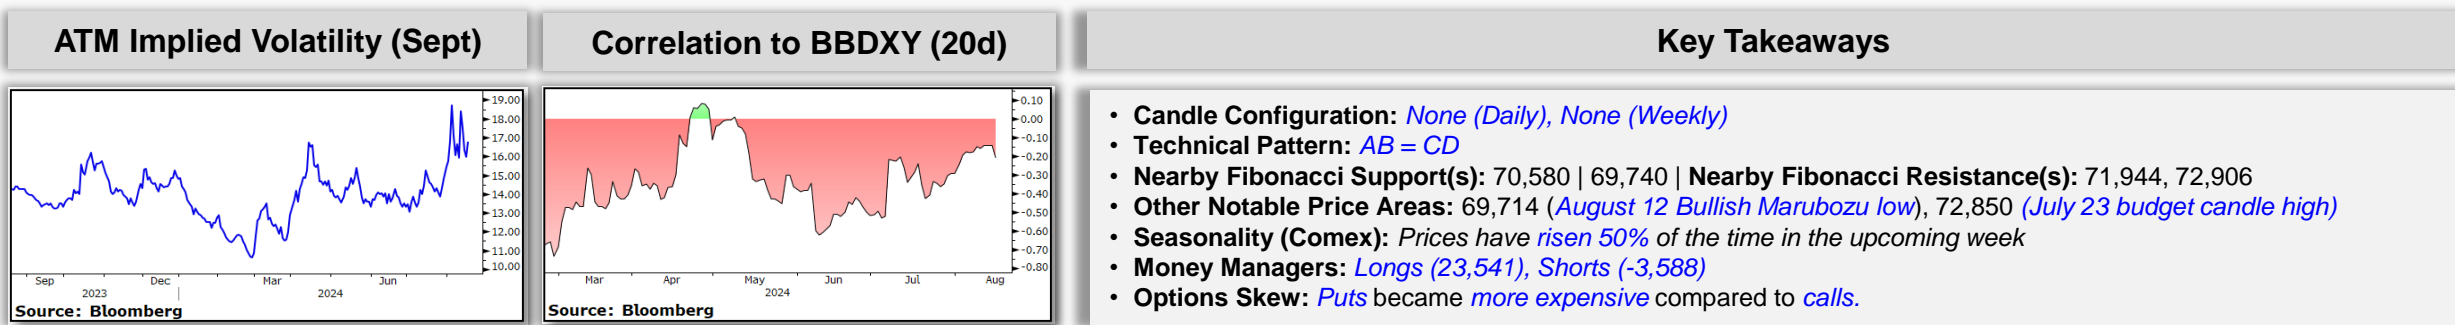 ATM Implied Volatility (Sept)
19.00
18.00
17.00
16.00
15.00
14.00
13.00
12.00
11.00
10.00
Sep Dec Mar Jun
2023 2024
Source: Bloomberg
Correlation to BBDXY (20d)
0.10
0.00
-0.10
-0.20
-0.30
-0.40
-0.50
-0.60
-0.70
-0.80
Mar Apr May Jun Jul Aug
2024
Source: Bloomberg
Key Takeaways
• Candle Configuration: None (Daily), None (Weekly)
• Technical Pattern: AB = CD
• Nearby Fibonacci Support(s): 70,580 | 69,740 | Nearby Fibonacci Resistance(s): 71,944, 72,906
• Other Notable Price Areas: 69,714 (August 12 Bullish Marubozu low), 72,850 (July 23 budget candle high)
• Seasonality (Comex): Prices have risen 50% of the time in the upcoming week
• Money Managers: Longs (23,541), Shorts (-3,588)
• Options Skew: Puts became more expensive compared to calls.